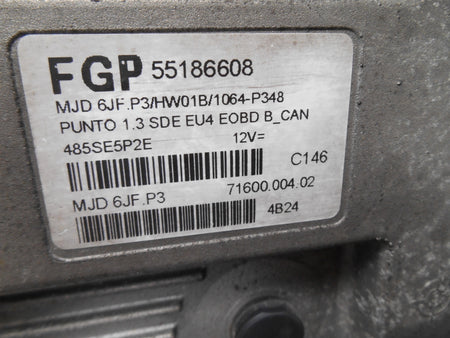 FGP 55186608
MJD 6JF.P3/HW01B/1064-P348
PUNTO 1.3 SDE EU4 EOBD B_CAN
485SE5P2E 12V=
C146
MJD 6JF.P3 71600.004.02
4B24